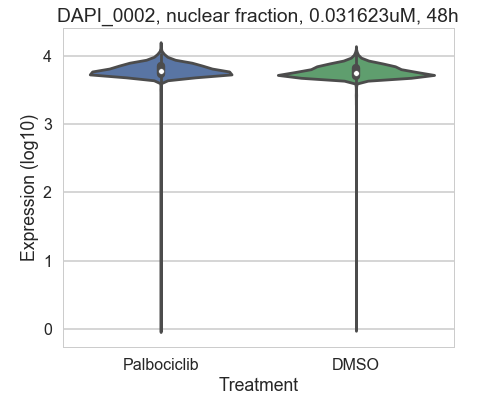 DAPI_0002, nuclear fraction, 0.031623uM, 48h
Expression (log10)
4
3
2
1
0
Palbociclib
DMSO
Treatment